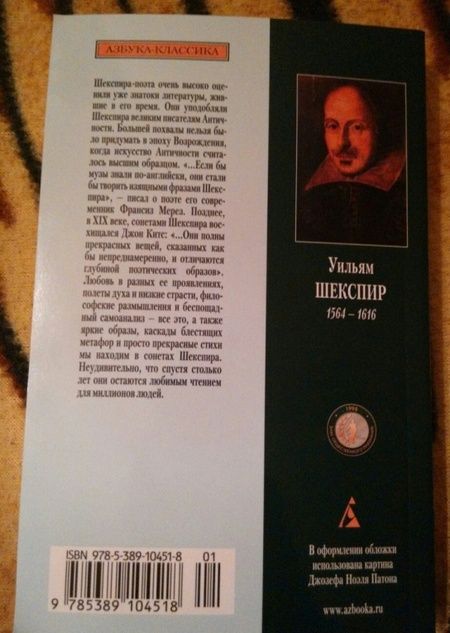 АЗБУКА-КЛАССИКА
Шекспира-поэта очень высоко оце-
нили уже знатоки литературы, жив-
шие в его время. Они уподобляли
Шекспира великим писателям Антич-
ности. Большей похвалы нельзя бы-
ло придумать в эпоху Возрождения,
когда искусство Античности счита-
лось высшим образцом. «...Если бы
музы знали по-английски, они стали
бы творить изящными фразами Шекс-
пира», – писал о поэте его совре-
менник Франсиз Мерез. Позднее,
в XIX веке, сонетами Шекспира вос-
хищался Джон Китс: «...Они полны
прекрасных вещей, сказанных как
бы непреднамеренно, и отличаются
глубиной поэтических образов».
Любовь в разных ее проявлениях,
полеты духа и низкие страсти, фило-
софские размышления и беспощад-
ный самоанализ – все это, а также
яркие образы, каскады блестящих
метафор и просто прекрасные стихи
мы находим в сонетах Шекспира.
Неудивительно, что спустя столько
лет они остаются любимым чтением
для миллионов людей.
ISBN 978-5-389-10451-8
01
9 785389 104518
Уильям
ШЕКСПИР
1564 – 1616
1998
В оформлении обложки
использована картина
Джозефа Ноэля Патона
www.azbooka.ru